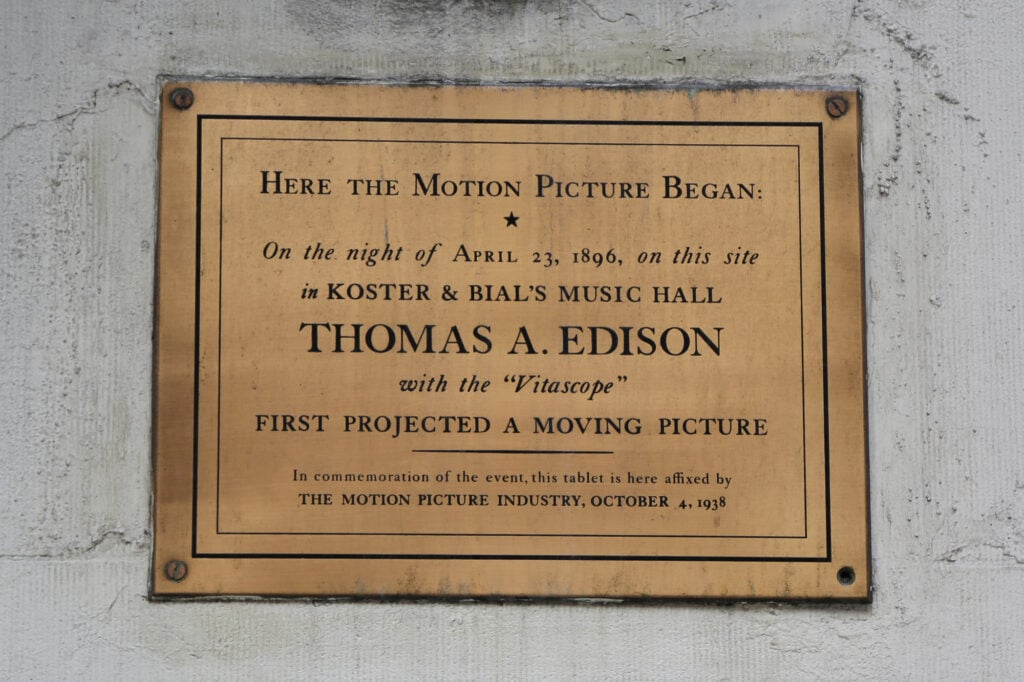 HERE THE MOTION PICTURE BEGAN:
On the night of APRIL 23, 1896, on this site
in KOSTER & BIAL'S MUSIC HALL
THOMAS A. EDISON
with the "Vitascope"
FIRST PROJECTED A MOVING PICTURE
In commemoration of the event, this tablet is here affixed by
THE MOTION PICTURE INDUSTRY, OCTOBER 4, 1938